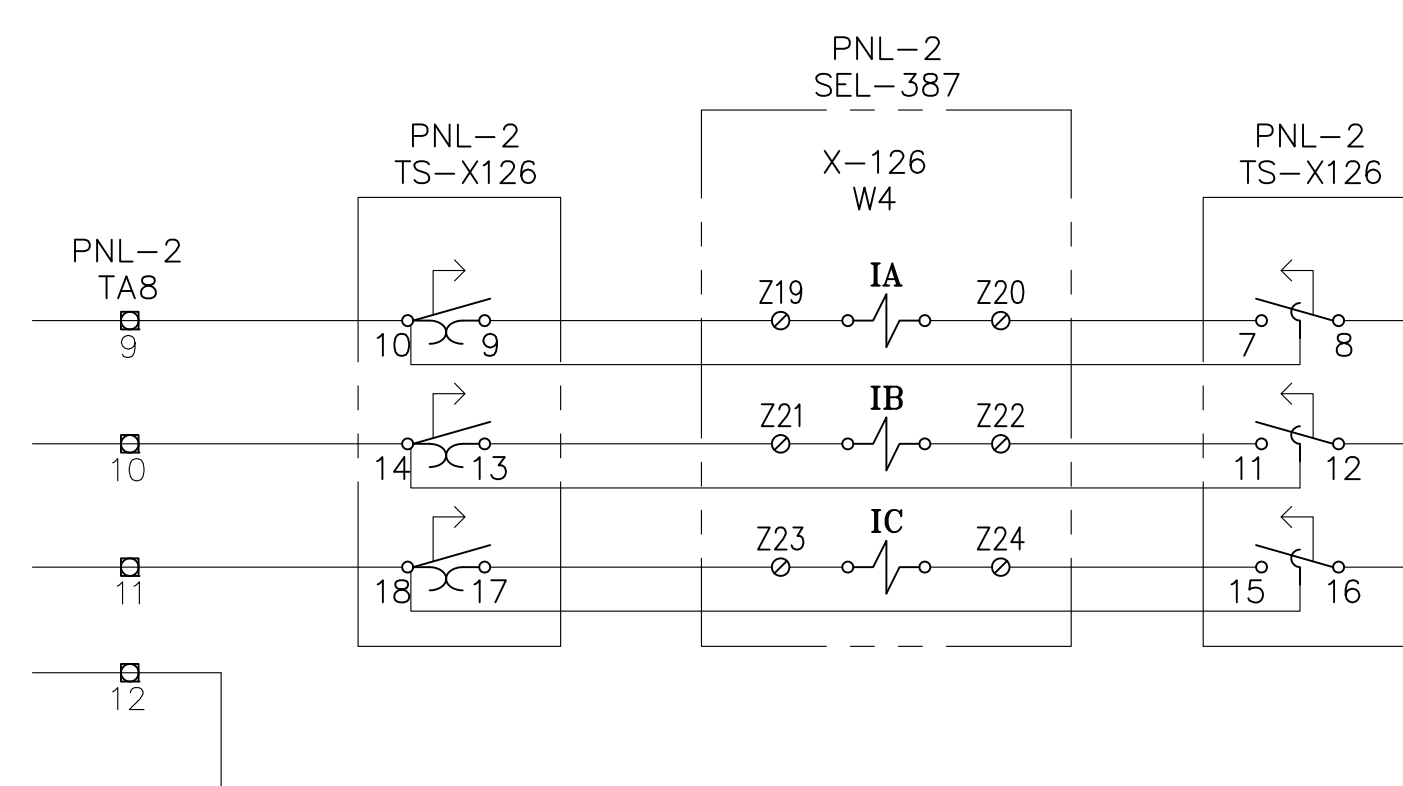 PNL-2
SEL-387
PNL-2
TS-X126
X-126
W4
PNL-2
TS-X126
PNL-2
TA8
IA
Z19
Z20
9
10
9
7
8
IB
Z21
Z22
10
14
13
11
12
IC
Z23
Z24
11
18
17
15
16
12